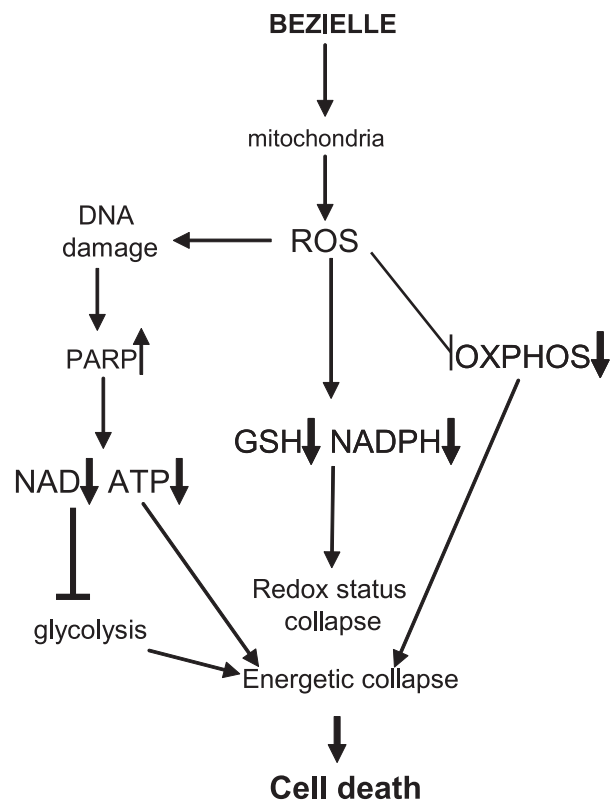 BEZIELLE
mitochondria
DNA
damage
ROS
PARP
OXPHOS
GSH NADPH
NAD ATP
Redox status
collapse
glycolysis
Energetic collapse
Cell death